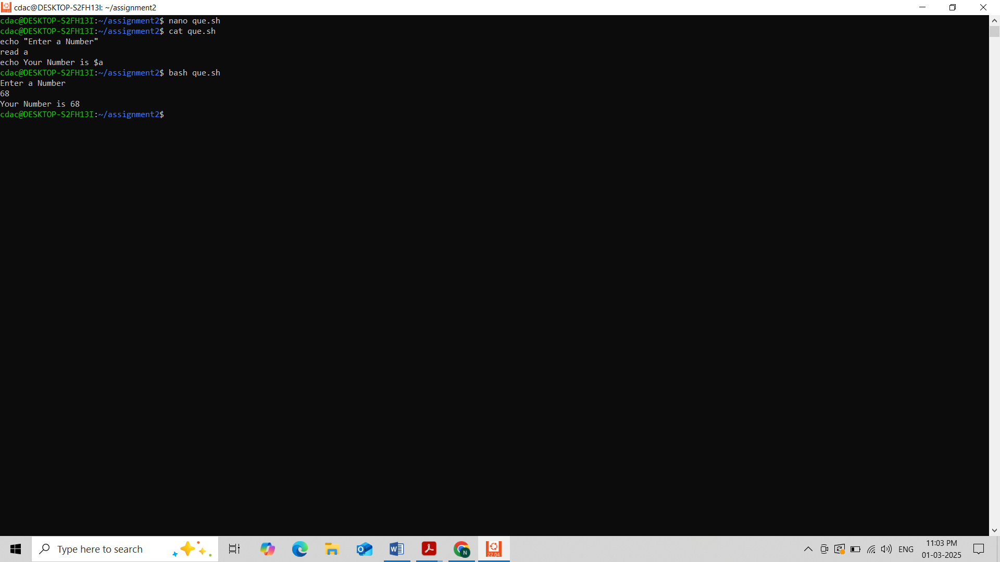 cdac@DESKTOP-S2FH13I: ~/assignment2
cdac@DESKTOP-S2FH13I:~/assignment2$ nano que.sh
cdac@DESKTOP-S2FH13I:~/assignment2$ cat que.sh
echo "Enter a Number"
read a
echo Your Number is $a
cdac@DESKTOP-S2FH13I:~/assignment2$ bash que.sh
Enter a Number
68
Your Number is 68
cdac@DESKTOP-S2FH13I:~/assignment2$
Type here to search
N
22.04
ENG
11:03 PM
01-03-2025